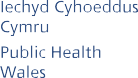 Iechyd Cyhoeddus
Cymru
Public Health
Wales